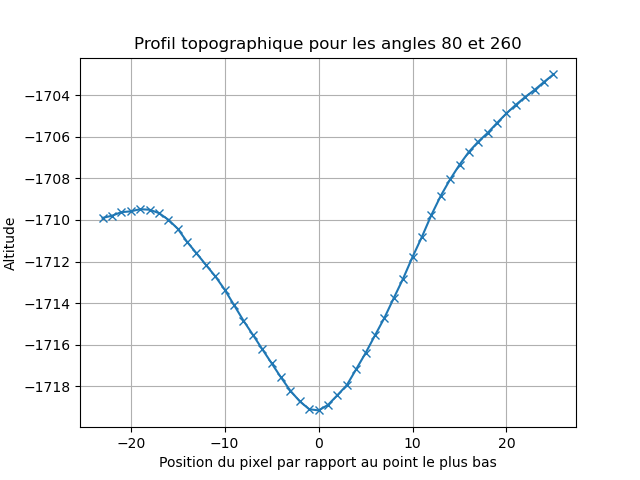 Profil topographique pour les angles 80 et 260
Altitude
−1704
−1706
−1708
−1710
−1712
−1714
−1716
−1718
−20 −10 0 10 20
Position du pixel par rapport au point le plus bas